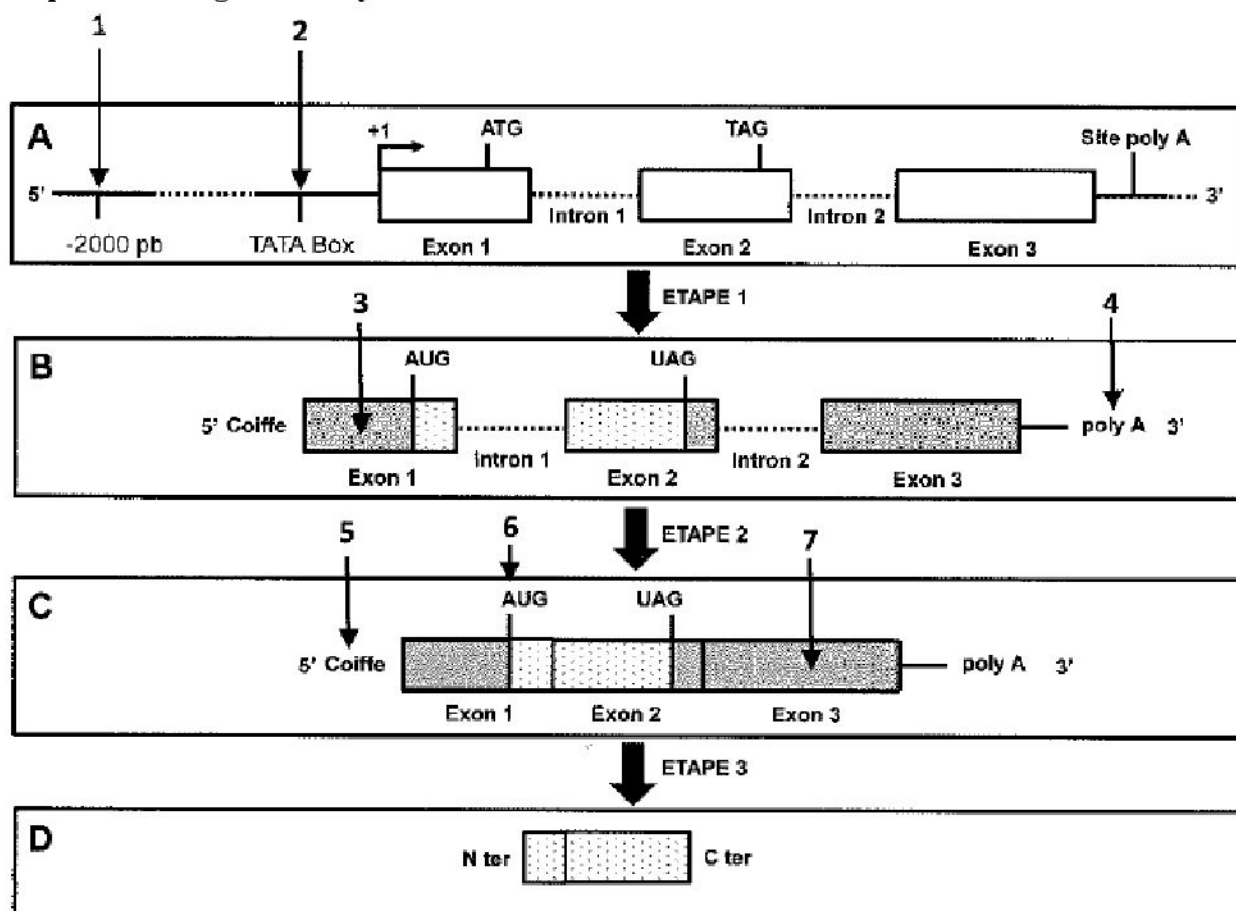 1
2
A
+1
ATG
TAG
Site poly A
5'
3'
-2000 pb
TATA Box
Exon 1
Intron 1
Exon 2
Intron 2
Exon 3
ETAPE 1
3
4
B
AUG
UAG
5' Coiffe
poly A 3'
Exon 1
Intron 1
Exon 2
Intron 2
Exon 3
ETAPE 2
5
6
7
C
AUG
UAG
5' Coiffe
poly A 3'
Exon 1
Exon 2
Exon 3
ETAPE 3
D
N ter
C ter